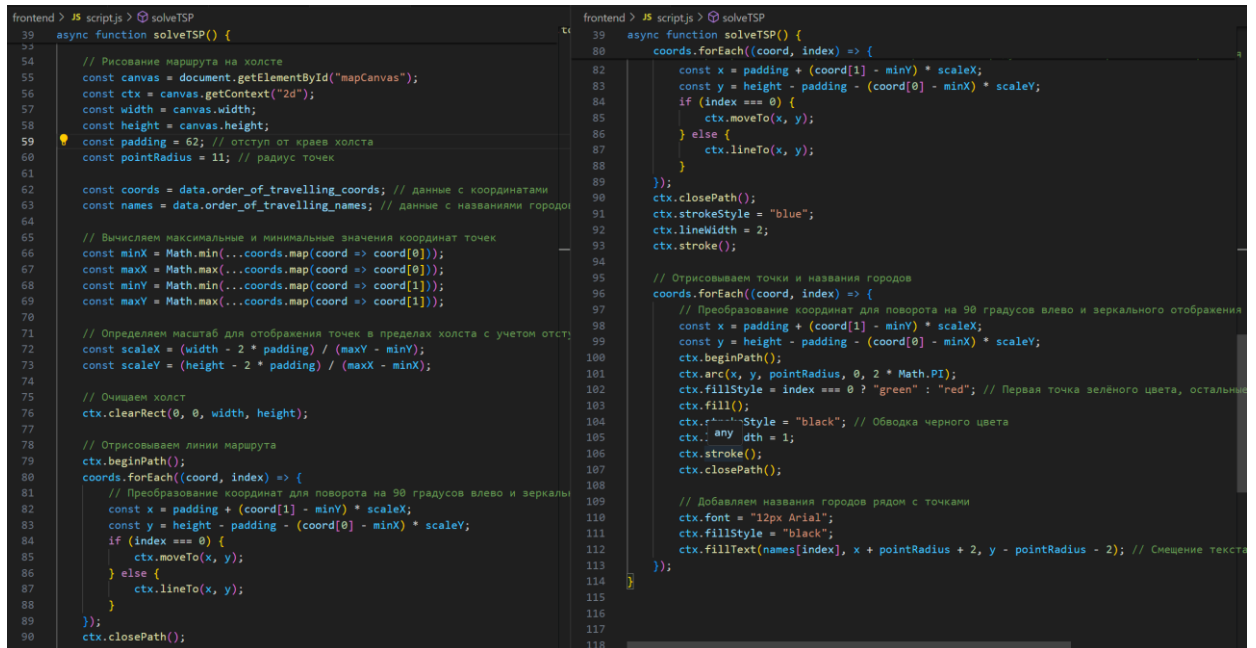 frontend > JS script.js > solveTSP
39 async function solveTSP() {
53
54 // Рисование маршрута на холсте
55 const canvas = document.getElementById("mapCanvas");
56 const ctx = canvas.getContext("2d");
57 const width = canvas.width;
58 const height = canvas.height;
59 const padding = 62; // отступ от краев холста
60 const pointRadius = 11; // радиус точек
61
62 const coords = data.order_of_travelling_coords; // данные с координатами
63 const names = data.order_of_travelling_names; // данные с названиями городо
64
65 // Вычисляем максимальные и минимальные значения координат точек
66 const minX = Math.min(...coords.map(coord => coord[0]));
67 const maxX = Math.max(...coords.map(coord => coord[0]));
68 const minY = Math.min(...coords.map(coord => coord[1]));
69 const maxY = Math.max(...coords.map(coord => coord[1]));
70
71 // Определяем масштаб для отображения точек в пределах холста с учетом отсту
72 const scaleX = (width - 2 * padding) / (maxY - minY);
73 const scaleY = (height - 2 * padding) / (maxX - minX);
74
75 // Очищаем холст
76 ctx.clearRect(0, 0, width, height);
77
78 // Отрисовываем линии маршрута
79 ctx.beginPath();
80 coords.forEach((coord, index) => {
81 // Преобразование координат для поворота на 90 градусов влево и зеркаль
82 const x = padding + (coord[1] - minY) * scaleX;
83 const y = height - padding - (coord[0] - minX) * scaleY;
84 if (index === 0) {
85 ctx.moveTo(x, y);
86 } else {
87 ctx.lineTo(x, y);
88 }
89 });
90 ctx.closePath();
frontend > JS script.js > solveTSP
39 async function solveTSP() {
80 coords.forEach((coord, index) => {
82 const x = padding + (coord[1] - minY) * scaleX;
83 const y = height - padding - (coord[0] - minX) * scaleY;
84 if (index === 0) {
85 ctx.moveTo(x, y);
86 } else {
87 ctx.lineTo(x, y);
88 }
89 });
90 ctx.closePath();
91 ctx.strokeStyle = "blue";
92 ctx.lineWidth = 2;
93 ctx.stroke();
94
95 // Отрисовываем точки и названия городов
96 coords.forEach((coord, index) => {
97 // Преобразование координат для поворота на 90 градусов влево и зеркального отображения
98 const x = padding + (coord[1] - minY) * scaleX;
99 const y = height - padding - (coord[0] - minX) * scaleY;
100 ctx.beginPath();
101 ctx.arc(x, y, pointRadius, 0, 2 * Math.PI);
102 ctx.fillStyle = index === 0 ? "green" : "red"; // Первая точка зелёного цвета, остальные
103 ctx.fill();
104 ctx. Style = "black"; // Обводка черного цвета
105 ctx. any dth = 1;
106 ctx.stroke();
107 ctx.closePath();
108
109 // Добавляем названия городов рядом с точками
110 ctx.font = "12px Arial";
111 ctx.fillStyle = "black";
112 ctx.fillText(names[index], x + pointRadius + 2, y - pointRadius - 2); // Смещение текста
113 });
114 }
115
116
117
118